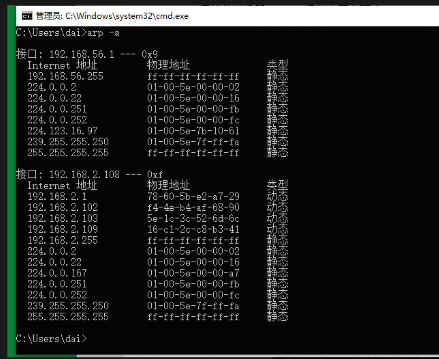 管理员: C:\Windows\system32\cmd.exe
C:\Users\dai>arp -a
接口: 192.168.56.1 --- 0x9
Internet 地址 物理地址 类型
192.168.56.255 ff-ff-ff-ff-ff-ff 静态
224.0.0.2 01-00-5e-00-00-02 静态
224.0.0.22 01-00-5e-00-00-16 静态
224.0.0.251 01-00-5e-00-00-fb 静态
224.0.0.252 01-00-5e-00-00-fc 静态
224.123.16.97 01-00-5e-7b-10-61 静态
239.255.255.250 01-00-5e-7f-ff-fa 静态
255.255.255.255 ff-ff-ff-ff-ff-ff 静态
接口: 192.168.2.108 --- 0xf
Internet 地址 物理地址 类型
192.168.2.1 78-60-5b-e2-a7-29 动态
192.168.2.102 f4-4e-b4-af-68-90 动态
192.168.2.103 5e-1c-3c-52-6d-6c 动态
192.168.2.109 16-c1-2c-c8-b3-41 动态
192.168.2.255 ff-ff-ff-ff-ff-ff 静态
224.0.0.2 01-00-5e-00-00-02 静态
224.0.0.22 01-00-5e-00-00-16 静态
224.0.0.167 01-00-5e-00-00-a7 静态
224.0.0.251 01-00-5e-00-00-fb 静态
224.0.0.252 01-00-5e-00-00-fc 静态
239.255.255.250 01-00-5e-7f-ff-fa 静态
255.255.255.255 ff-ff-ff-ff-ff-ff 静态
C:\Users\dai>